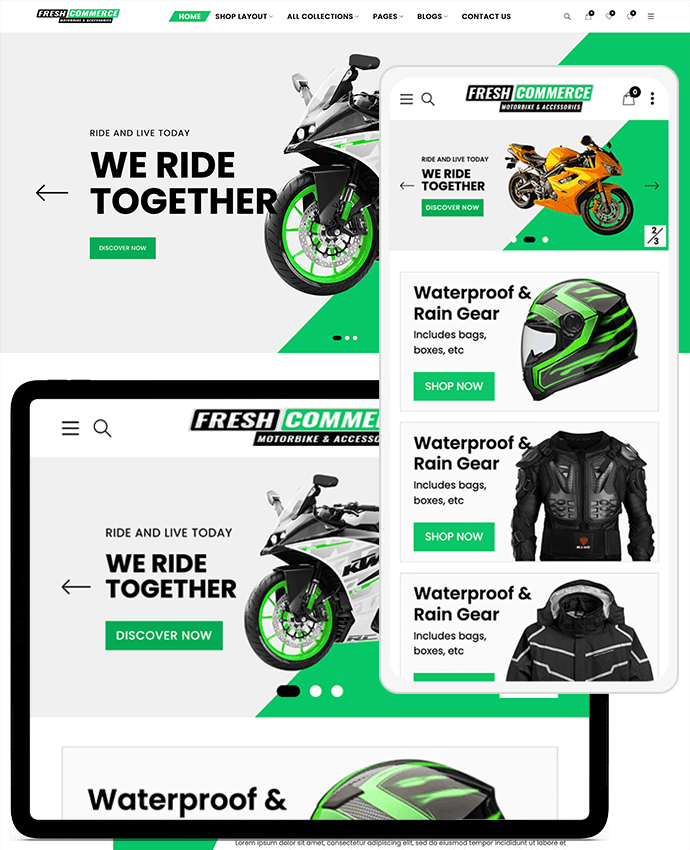 FRESH COMMERCE
MOTORBIKE & ACCESSORIES
HOME SHOP LAYOUT ALL COLLECTIONS PAGES BLOGS CONTACT US
0 0 0
RIDE AND LIVE TODAY
WE RIDE
TOGETHER
DISCOVER NOW
FRESH COMMERCE
MOTORBIKE & ACCESSORIES
0
RIDE AND LIVE TODAY
WE RIDE
TOGETHER
DISCOVER NOW
2/3
Waterproof &
Rain Gear
Includes bags,
boxes, etc
SHOP NOW
Waterproof &
Rain Gear
Includes bags,
boxes, etc
SHOP NOW
Waterproof &
Rain Gear
Includes bags,
boxes, etc
FRESH COMMERCE
MOTORBIKE & ACCESSO
RIDE AND LIVE TODAY
WE RIDE
TOGETHER
DISCOVER NOW
KTM
RC
Waterproof &
Lorem ipsum dolor sit amet, consectetur adipiscing elit, sed do eiusmod tempor incididunt ut labore et